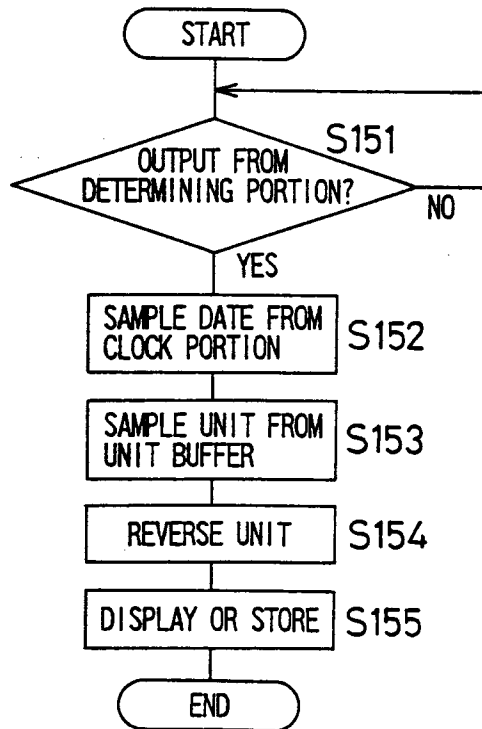 START
S151
OUTPUT FROM
DETERMINING PORTION?
NO
YES
SAMPLE DATE FROM
CLOCK PORTION
S152
SAMPLE UNIT FROM
UNIT BUFFER
S153
REVERSE UNIT
S154
DISPLAY OR STORE
S155
END